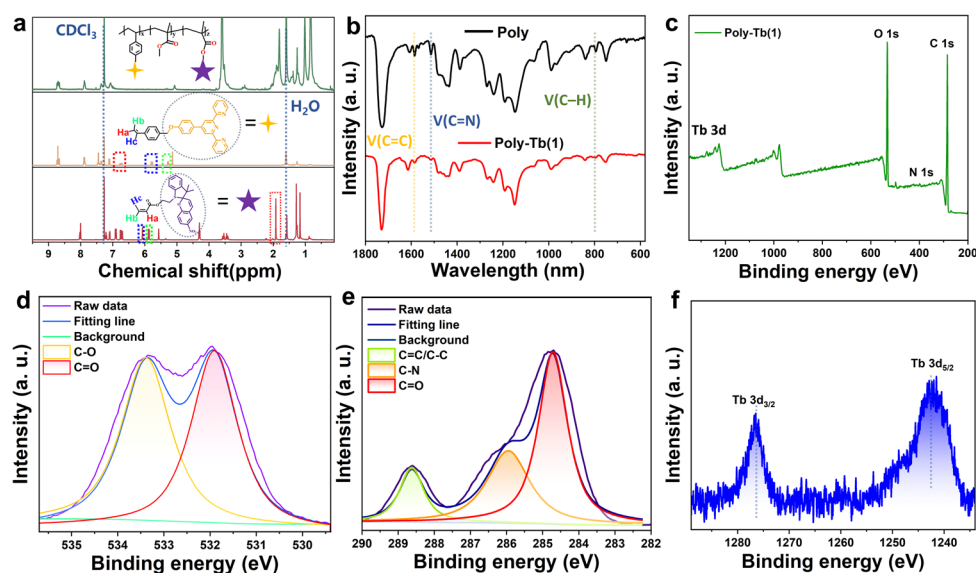 a
CDCl3
H2O
Hb
Ha
Hc
=
Hc
Hb
Ha
=
9 8 7 6 5 4 3 2 1
Chemical shift(ppm)
b
Intensity (a. u.)
Poly
V(C=C)
V(C=N)
V(C–H)
Poly-Tb(1)
1800 1600 1400 1200 1000 800 600
Wavelength (nm)
c
Intensity (a. u.)
Poly-Tb(1)
O 1s
C 1s
Tb 3d
N 1s
1200 1000 800 600 400 200
Binding energy (eV)
d
Intensity (a. u.)
Raw data
Fitting line
Background
C-O
C=O
535 534 533 532 531 530
Binding energy (eV)
e
Intensity (a. u.)
Raw data
Fitting line
Background
C=C/C-C
C-N
C=O
290 289 288 287 286 285 284 283 282
Binding energy (eV)
f
Intensity (a. u.)
Tb 3d3/2
Tb 3d5/2
1280 1270 1260 1250 1240
Binding energy (eV)